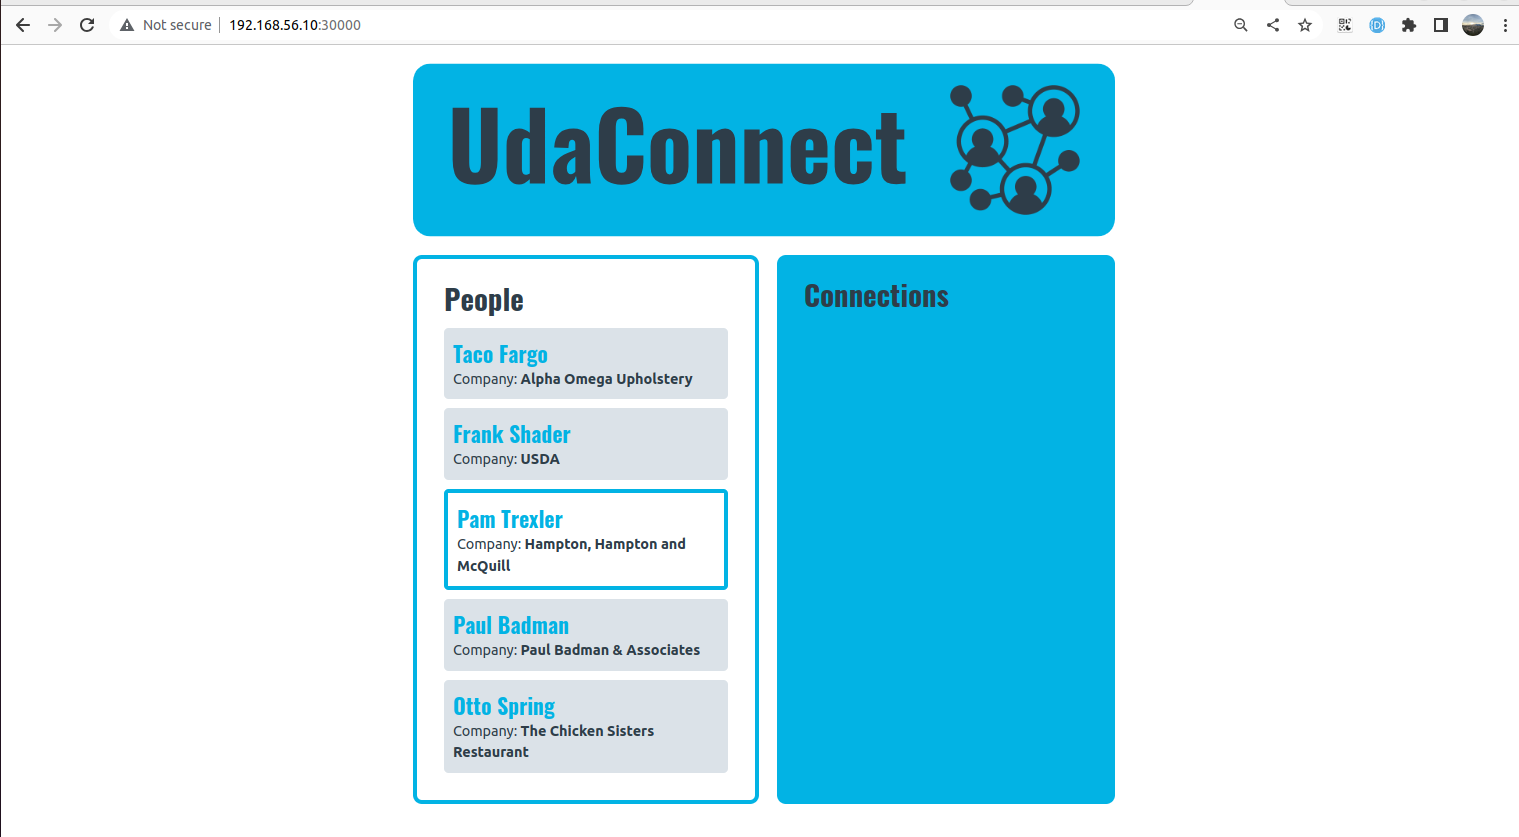 Not secure 192.168.56.10:30000
UdaConnect
People
Taco Fargo
Company: Alpha Omega Upholstery
Frank Shader
Company: USDA
Pam Trexler
Company: Hampton, Hampton and
McQuill
Paul Badman
Company: Paul Badman & Associates
Otto Spring
Company: The Chicken Sisters
Restaurant
Connections